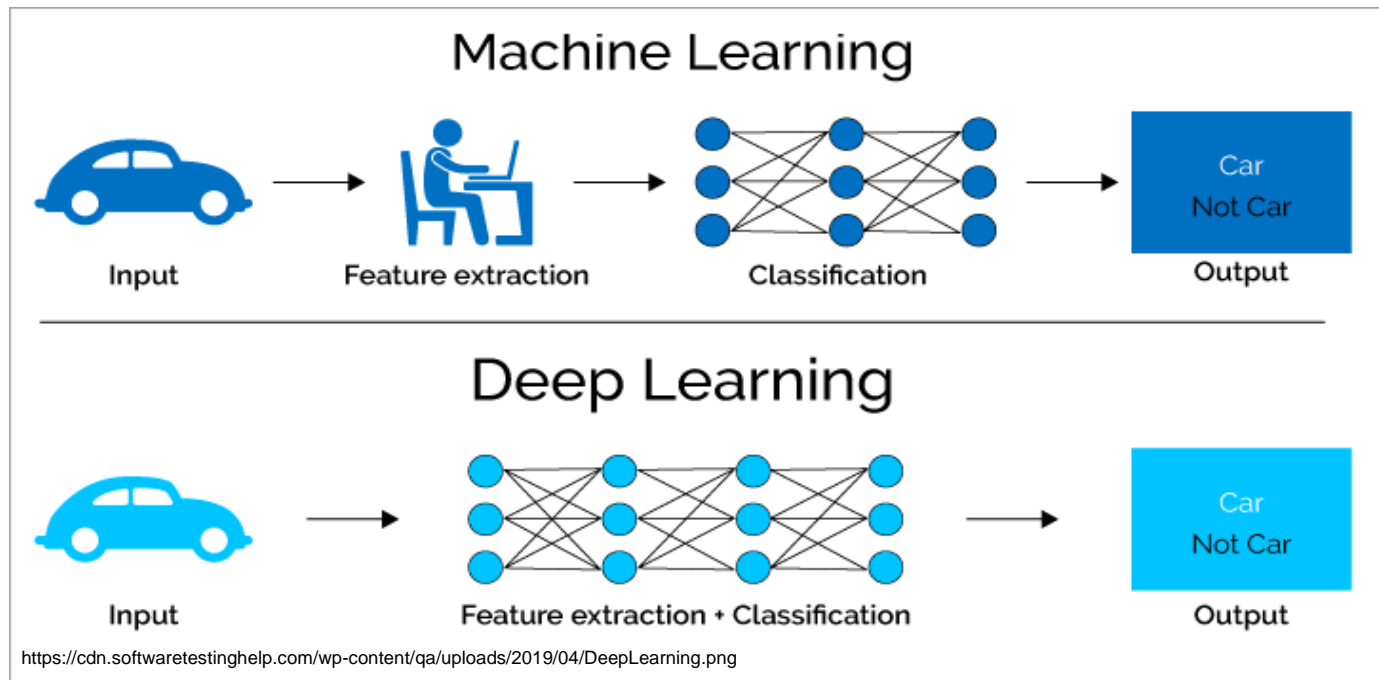 Machine Learning
Car
Not Car
Input
Feature extraction
Classification
Output
Deep Learning
Car
Not Car
Input
Feature extraction + Classification
Output
https://cdn.softwaretestinghelp.com/wp-content/qa/uploads/2019/04/DeepLearning.png